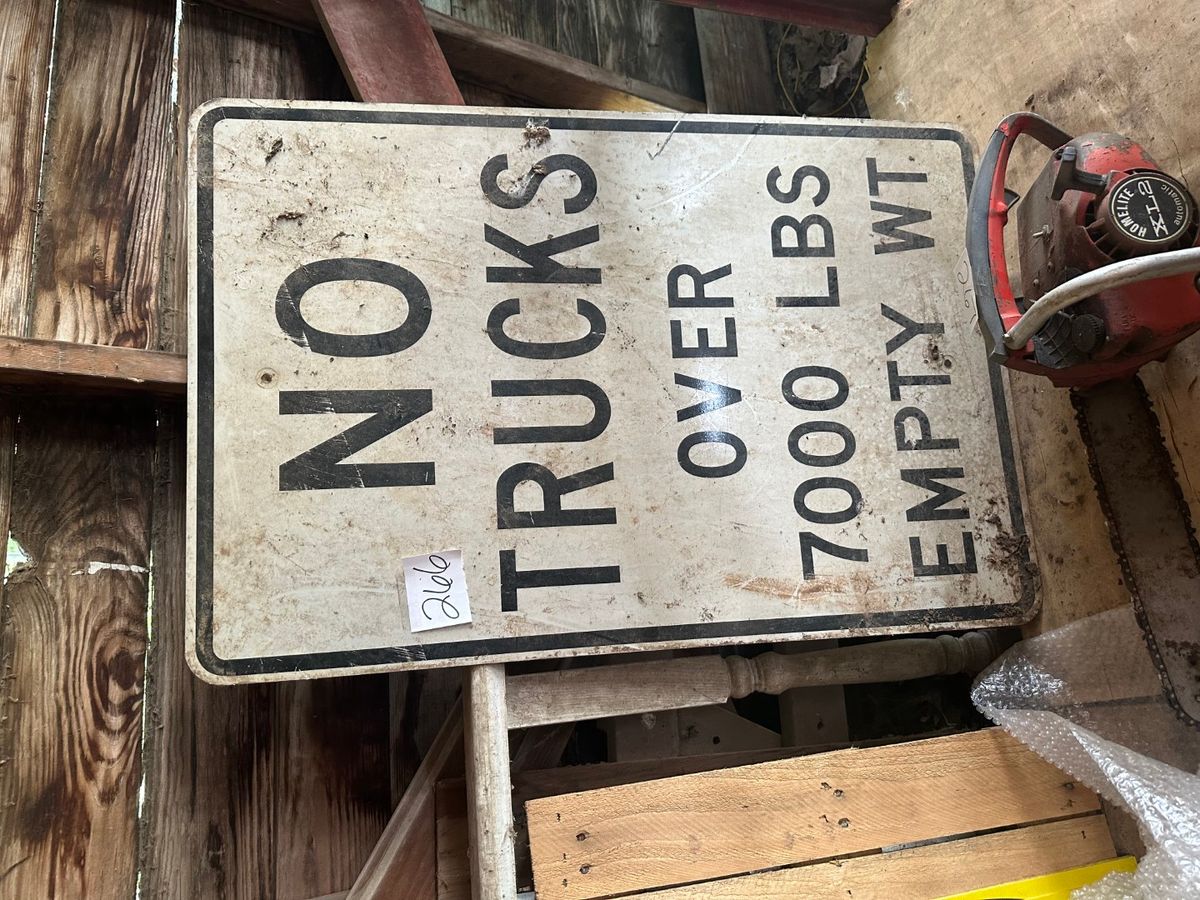 NO
TRUCKS
OVER
7000 LBS
EMPTY WT.
266
HOMELITE
XL2